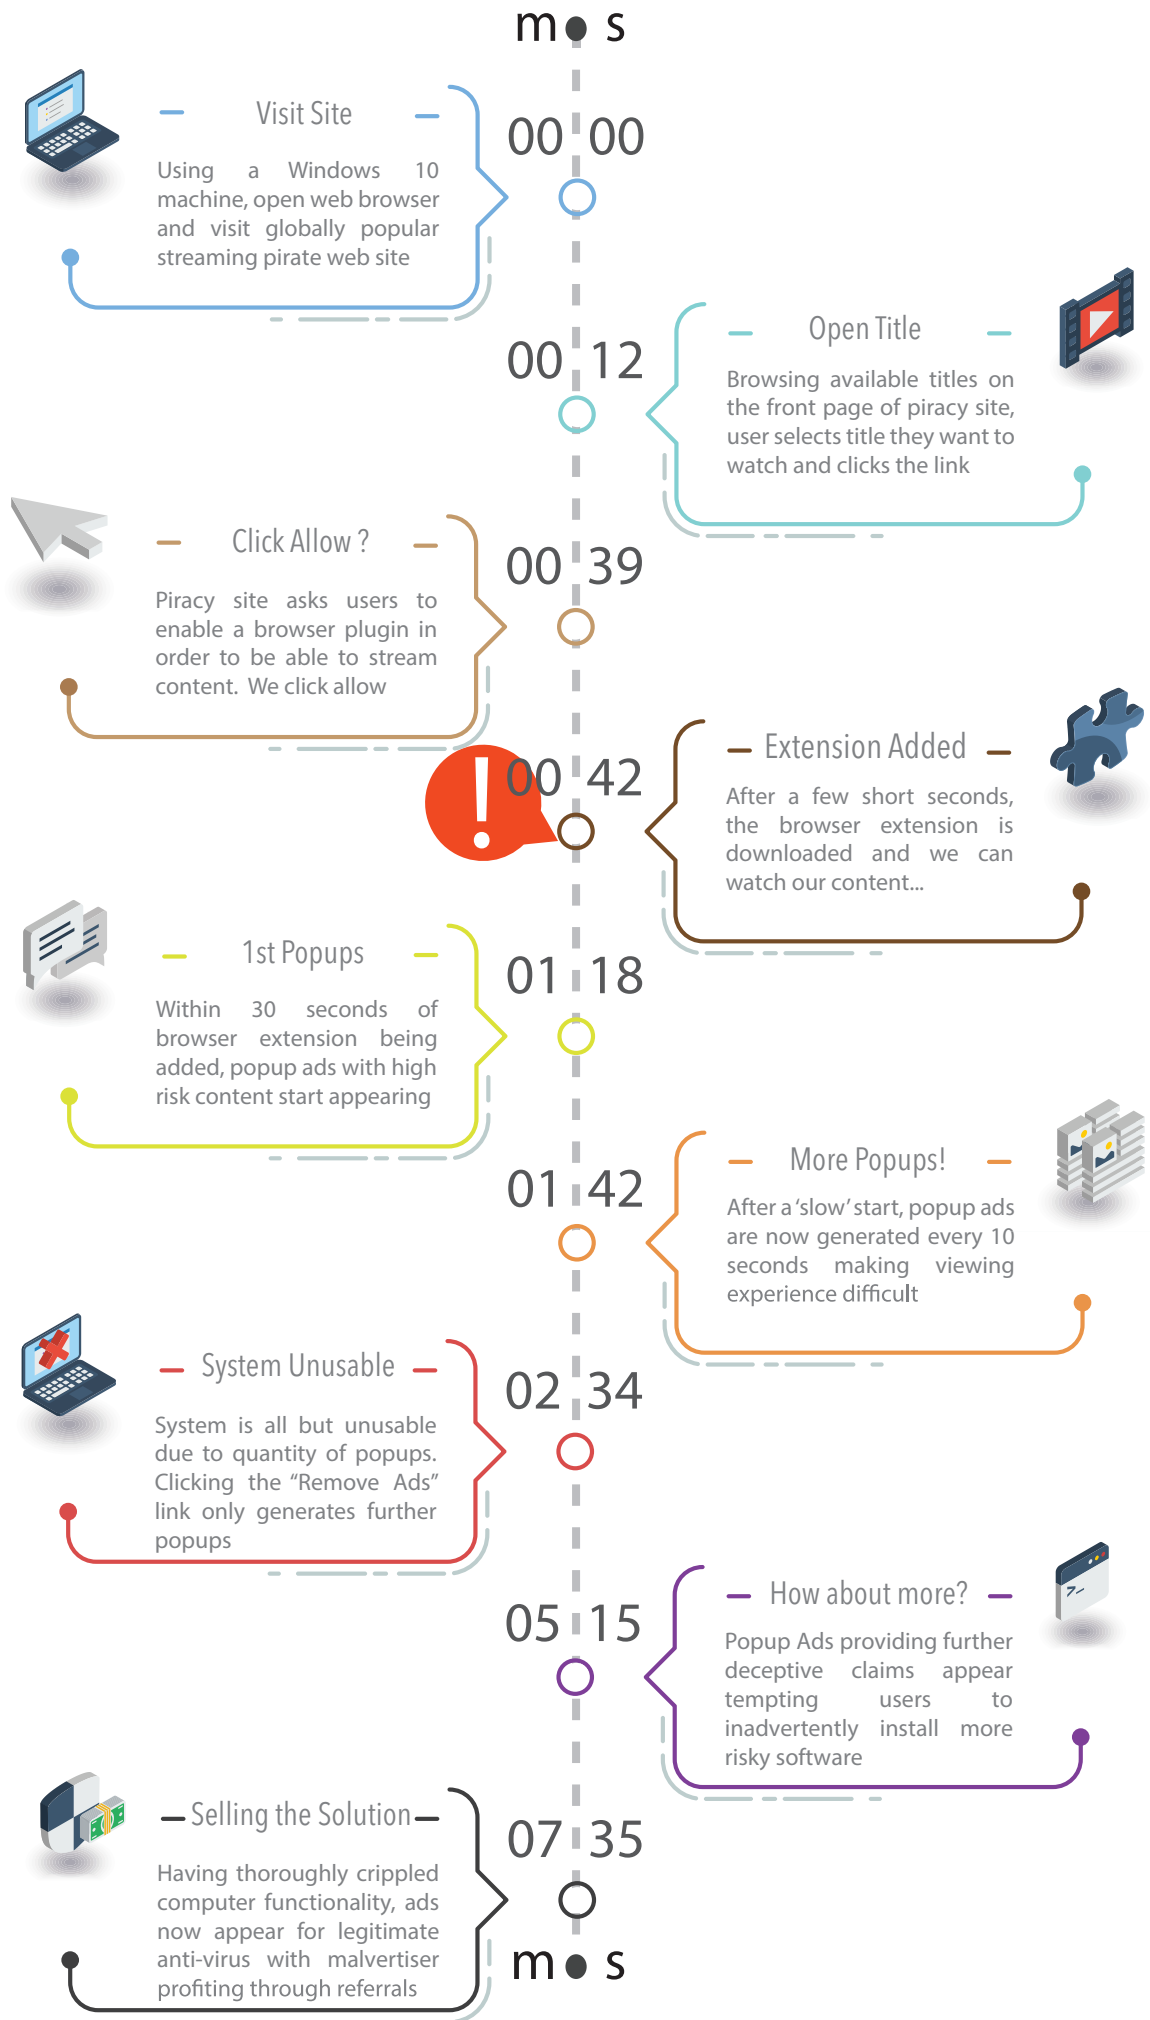 m s
00 00
Visit Site
Using a Windows 10
machine, open web browser
and visit globally popular
streaming pirate web site
00 12
Open Title
Browsing available titles on
the front page of piracy site,
user selects title they want to
watch and clicks the link
00 39
Click Allow ?
Piracy site asks users to
enable a browser plugin in
order to be able to stream
content. We click allow
!
00 42
Extension Added
After a few short seconds,
the browser extension is
downloaded and we can
watch our content...
01 18
1st Popups
Within 30 seconds of
browser extension being
added, popup ads with high
risk content start appearing
01 42
More Popups!
After a ‘slow’ start, popup ads
are now generated every 10
seconds making viewing
experience difficult
02 34
System Unusable
System is all but unusable
due to quantity of popups.
Clicking the “Remove Ads”
link only generates further
popups
05 15
How about more?
Popup Ads providing further
deceptive claims appear
tempting users to
inadvertently install more
risky software
07 35
Selling the Solution
Having thoroughly crippled
computer functionality, ads
now appear for legitimate
anti-virus with malvertiser
profiting through referrals
m s